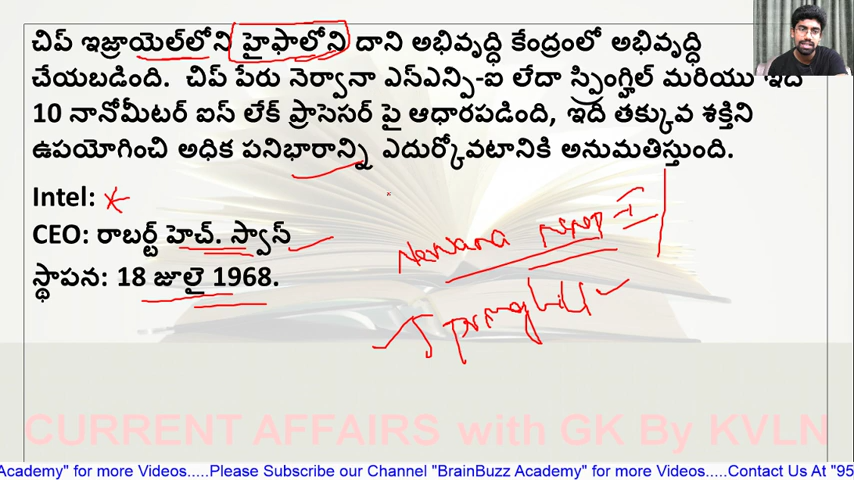 చిప్ ఇజ్రాయెల్‌లోని హైఫాలోని దాని అభివృద్ధి కేంద్రంలో అభివృద్ధి
చేయబడింది. చిప్ పేరు నెర్వానా ఎస్ఎన్పి-ఐ లేదా స్ప్రింగ్హిల్ మరియు ఇది
10 నానోమీటర్ ఐస్ లేక్ ప్రాసెసర్ పై ఆధారపడింది, ఇది తక్కువ శక్తిని
ఉపయోగించి అధిక పనిభారాన్ని ఎదుర్కోవటానికి అనుమతిస్తుంది.
Intel:
CEO: రాబర్ట్ హెచ్. స్వాన్
Nervana
స్థాపన: 18 జూలై 1968.
Springhill
CURRENT AFFAIRS with GK By KVLN
Academy" for more Videos.....Please Subscribe our Channel "BrainBuzz Academy" for more Videos.....Contact Us At "95